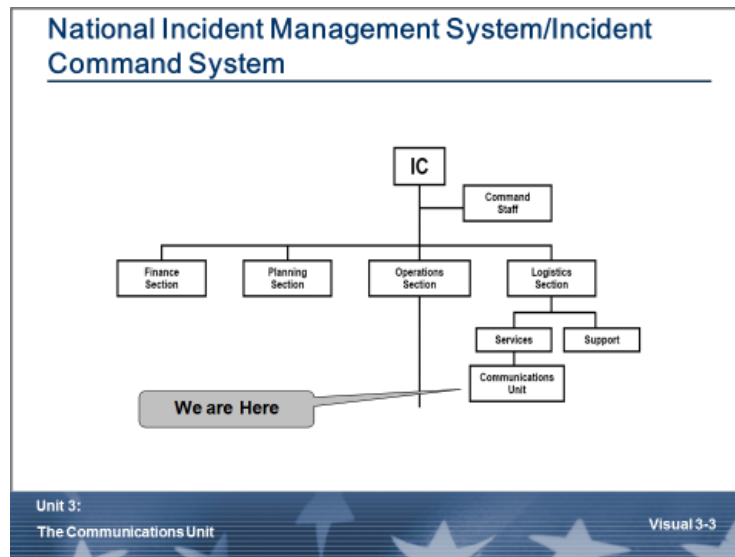 National Incident Management System/Incident
Command System
IC
Command
Staff
Finance
Section
Planning
Section
Operations
Section
Logistics
Section
Services
Support
Communications
Unit
We are Here
Unit 3:
The Communications Unit
Visual 3-3